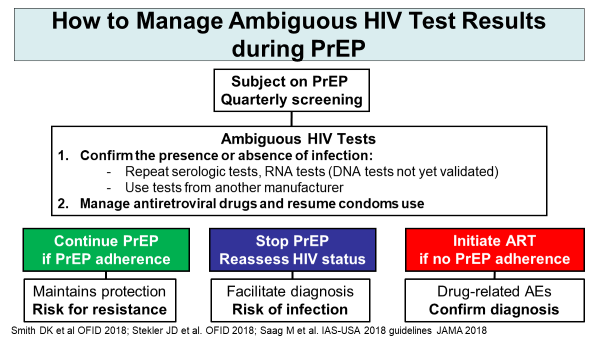 How to Manage Ambiguous HIV Test Results
during PrEP
Subject on PrEP
Quarterly screening
Ambiguous HIV Tests
1. Confirm the presence or absence of infection:
- Repeat serologic tests, RNA tests (DNA tests not yet validated)
- Use tests from another manufacturer
2. Manage antiretroviral drugs and resume condoms use
Continue PrEP
if PrEP adherence
Maintains protection
Risk for resistance
Stop PrEP
Reassess HIV status
Facilitate diagnosis
Risk of infection
Initiate ART
if no PrEP adherence
Drug-related AEs
Confirm diagnosis
Smith DK et al OFID 2018; Stekler JD et al. OFID 2018; Saag M et al. IAS-USA 2018 guidelines JAMA 2018